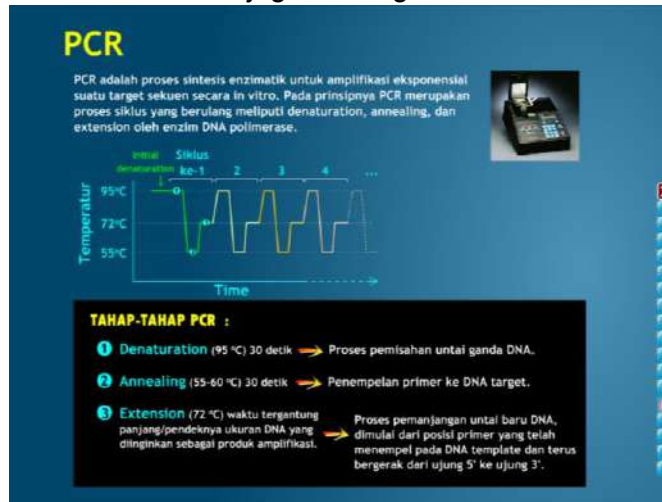 PCR
PCR adalah proses sintesis enzimatik untuk amplifikasi eksponensial
suatu target sekuen secara in vitro. Pada prinsipnya PCR merupakan
proses siklus yang berulang meliputi denaturation, annealing, dan
extension oleh enzim DNA polimerase.
Initial denaturation
Siklus ke-1 2 3 4 ...
95°C
72°C
55°C
Temperatur
1
2
3
Time
TAHAP-TAHAP PCR :
1 Denaturation (95 °C) 30 detik Proses pemisahan untai ganda DNA.
2 Annealing (55-60 °C) 30 detik Penempelan primer ke DNA target.
3 Extension (72 °C) waktu tergantung
panjang/pendeknya ukuran DNA yang
diinginkan sebagai produk amplifikasi.
Proses pemanjangan untai baru DNA,
dimulai dari posisi primer yang telah
menempel pada DNA template dan terus
bergerak dari ujung 5' ke ujung 3'.